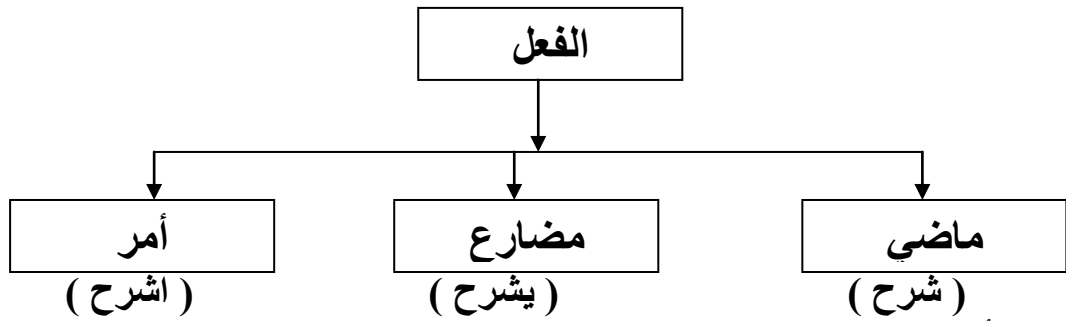 الفعل
ماضي
مضارع
أمر
( شرح )
( يشرح )
( اشرح )